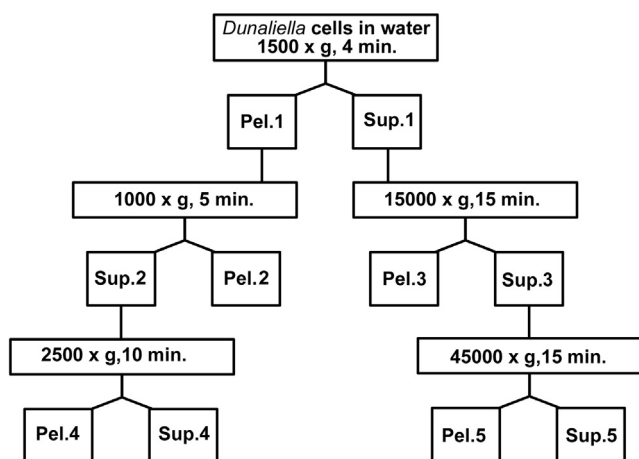 Dunaliella cells in water
1500 x g, 4 min.
Pel.1
Sup.1
1000 x g, 5 min.
15000 x g,15 min.
Sup.2
Pel.2
Pel.3
Sup.3
2500 x g,10 min.
45000 x g,15 min.
Pel.4
Sup.4
Pel.5
Sup.5